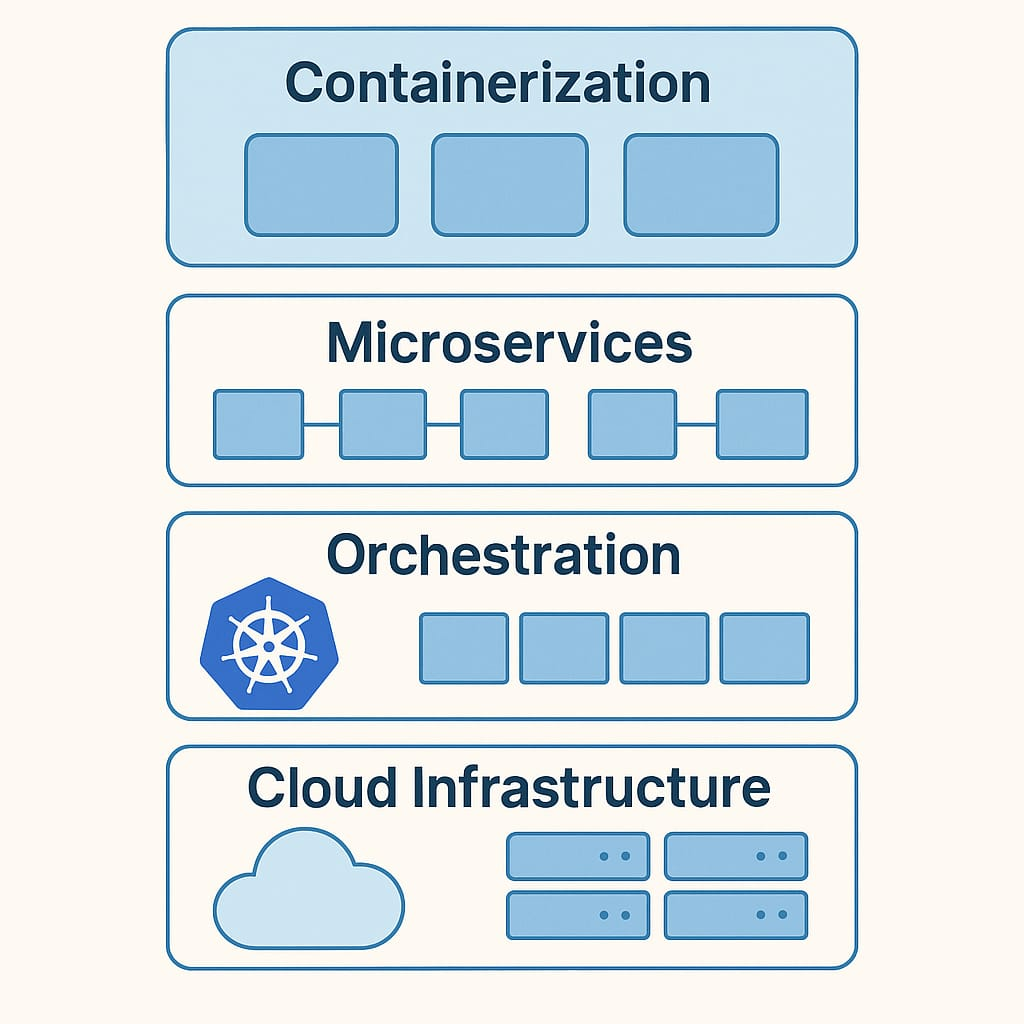 Containerization
Microservices
Orchestration
Cloud Infrastructure